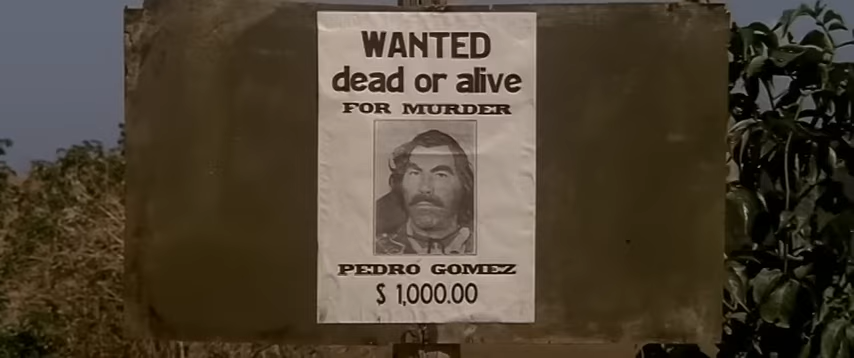 WANTED
dead or alive
FOR MURDER
PEDRO GOMEZ
$ 1,000.00